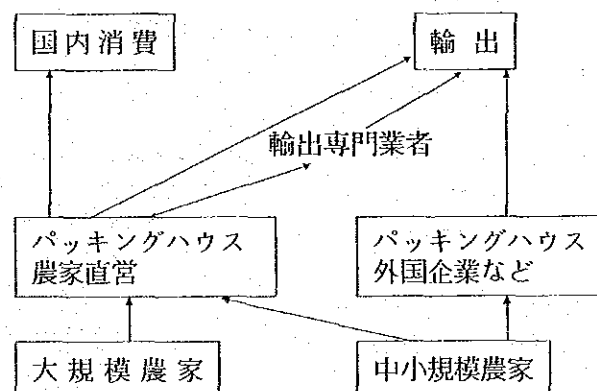 国内消費
輸出
輸出専門業者
パッキングハウス
農家直営
パッキングハウス
外国企業など
大規模農家
中小規模農家